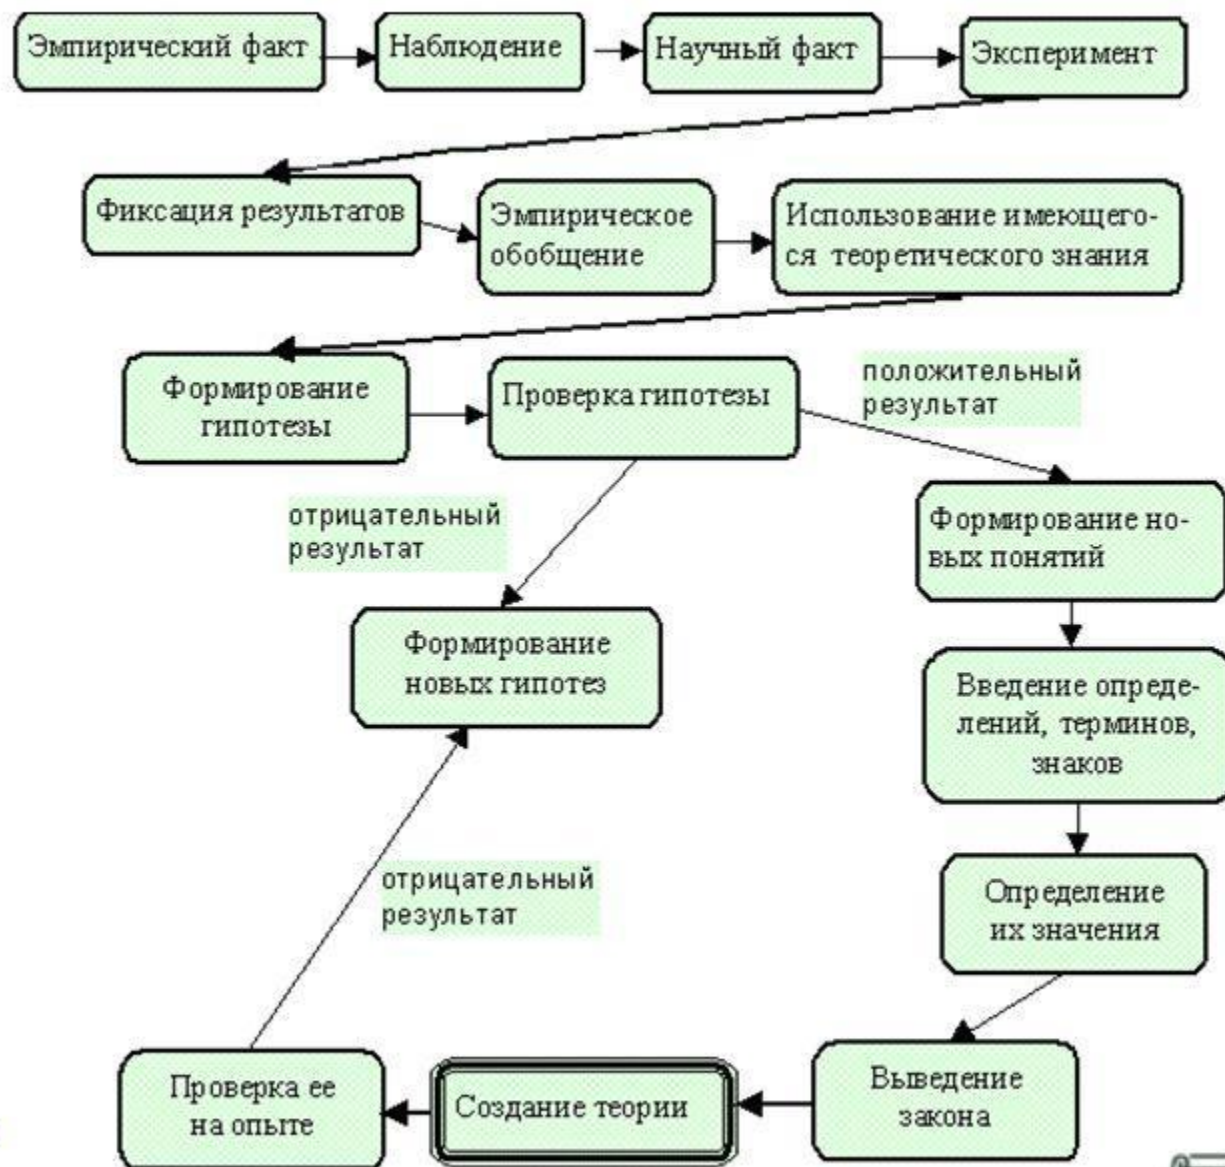 Эмпирический факт
Наблюдение
Научный факт
Эксперимент
Фиксация результатов
Эмпирическое
обобщение
Использование имеющего-
ся теоретического знания
Формирование
гипотезы
Проверка гипотезы
положительный
результат
отрицательный
результат
Формирование но-
вых понятий
Формирование
новых гипотез
Введение опреде-
лений, терминов,
знаков
отрицательный
результат
Определение
их значения
Проверка ее
на опыте
Создание теории
Выведение
закона